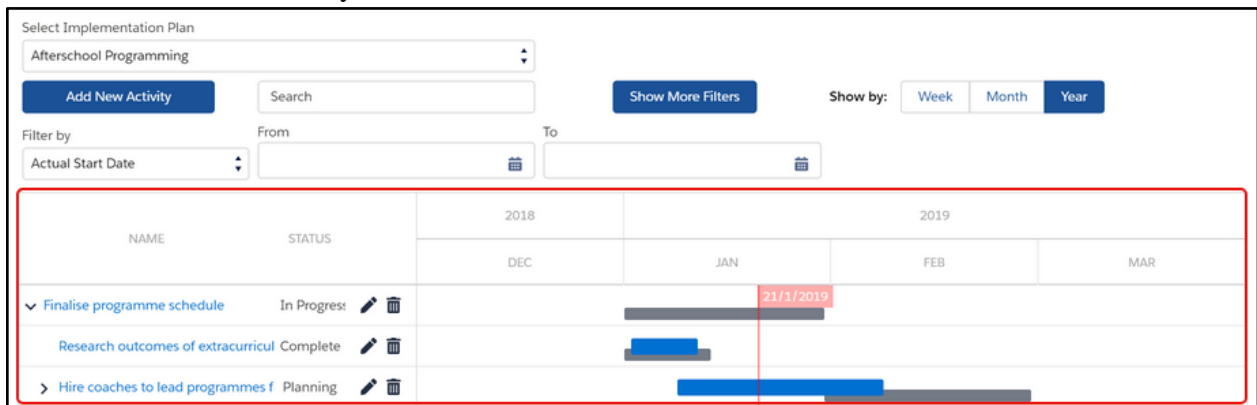 Select Implementation Plan
Afterschool Programming
Add New Activity Search Show More Filters Show by: Week Month Year
Filter by From To
Actual Start Date
NAME STATUS 2018 2019
DEC JAN FEB MAR
Finalise programme schedule In Progres 21/1/2019
Research outcomes of extracurricul Complete
Hire coaches to lead programmes f Planning